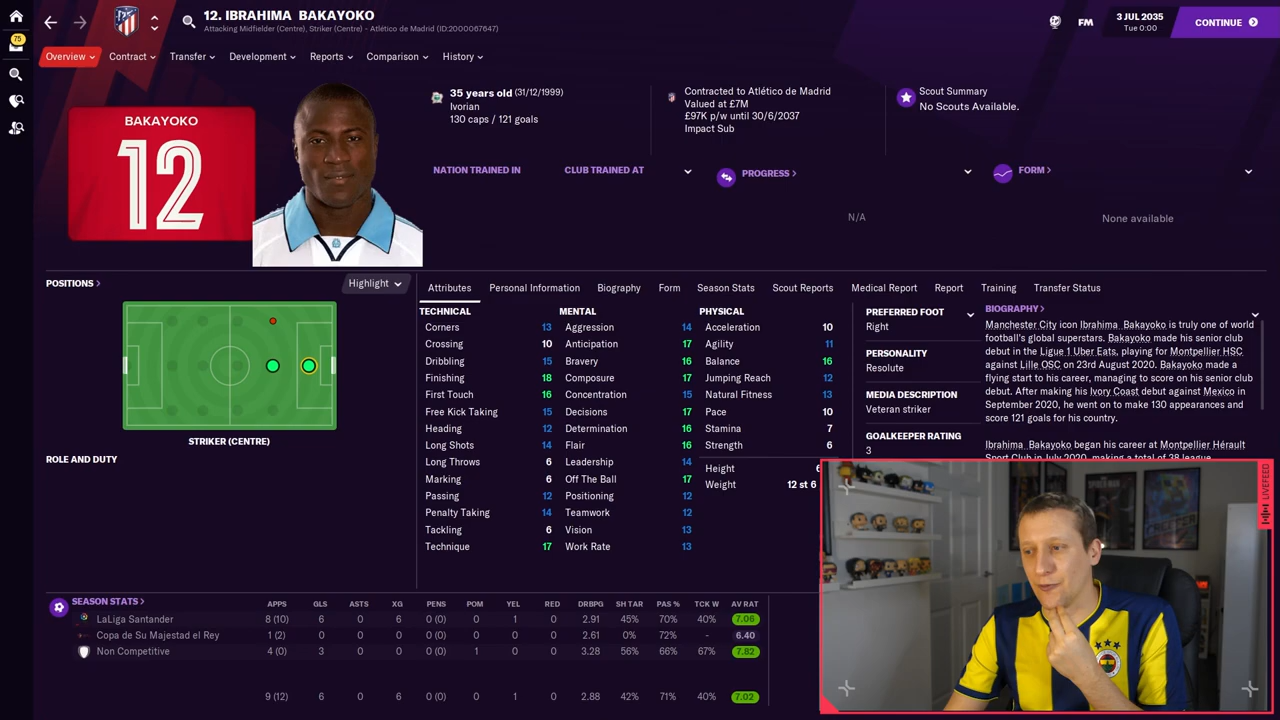 12. IBRAHIMA BAKAYOKO
Attacking Midfielder (Centre), Striker (Centre) - Atlético de Madrid (ID:2000067647)
FM
3 JUL 2035
Tue 0:00
CONTINUE
75
Overview
Contract
Transfer
Development
Reports
Comparison
History
BAKAYOKO
12
35 years old (31/12/1999)
Ivorian
130 caps / 121 goals
Contracted to Atlético de Madrid
Valued at £7M
£97K p/w until 30/6/2037
Impact Sub
Scout Summary
No Scouts Available.
NATION TRAINED IN
CLUB TRAINED AT
PROGRESS >
N/A
FORM >
None available
POSITIONS >
Highlight
STRIKER (CENTRE)
ROLE AND DUTY
Attributes Personal Information Biography Form Season Stats Scout Reports Medical Report Report Training Transfer Status
TECHNICAL
Corners 13
Crossing 10
Dribbling 15
Finishing 18
First Touch 16
Free Kick Taking 15
Heading 12
Long Shots 14
Long Throws 6
Marking 6
Passing 12
Penalty Taking 14
Tackling 6
Technique 17
MENTAL
Aggression 14
Anticipation 17
Bravery 16
Composure 17
Concentration 15
Decisions 17
Determination 16
Flair 16
Leadership 14
Off The Ball 17
Positioning 12
Teamwork 12
Vision 13
Work Rate 13
PHYSICAL
Acceleration 10
Agility 11
Balance 16
Jumping Reach 12
Natural Fitness 13
Pace 10
Stamina 7
Strength 6
Height
Weight 12 st 6
PREFERRED FOOT
Right
PERSONALITY
Resolute
MEDIA DESCRIPTION
Veteran striker
GOALKEEPER RATING
3
BIOGRAPHY >
Manchester City icon Ibrahima Bakayoko is truly one of world
football's global superstars. Bakayoko made his senior club
debut in the Ligue 1 Uber Eats, playing for Montpellier HSC
against Lille OSC on 23rd August 2020. Bakayoko made a
flying start to his career, managing to score on his senior club
debut. After making his Ivory Coast debut against Mexico in
September 2020, he went on to make 130 appearances and
score 121 goals for his country.
Ibrahima Bakayoko began his career at Montpellier Hérault
Sport Club in July 2020, making a total of 38 league
LIVEFEED
SEASON STATS > APPS GLS ASTS XG PENS POM YEL RED DRBPG SH TAR PAS % TCK W AV RAT
LaLiga Santander 8 (10) 6 0 6 0 (0) 0 1 0 2.91 45% 70% 40% 7.06
Copa de Su Majestad el Rey 1 (2) 0 0 0 0 (0) 0 0 0 2.61 0% 72% - 6.40
Non Competitive 4 (0) 3 0 0 0 (0) 1 0 0 3.28 56% 66% 67% 7.82
9 (12) 6 0 6 0 (0) 0 1 0 2.88 42% 71% 40% 7.02